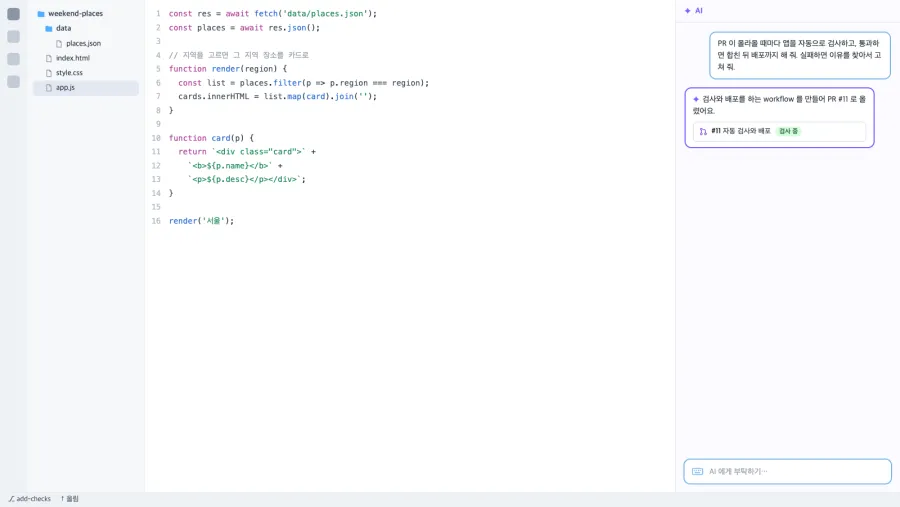 weekend-places
data
places.json
index.html
style.css
app.js
1 const res = await fetch('data/places.json');
2 const places = await res.json();
3
4 // 지역을 고르면 그 지역 장소를 카드로
5 function render(region) {
6 const list = places.filter(p => p.region === region);
7 cards.innerHTML = list.map(card).join('');
8 }
9
10 function card(p) {
11 return `<div class="card">` +
12 `<b>${p.name}</b>` +
13 `<p>${p.desc}</p></div>`;
14 }
15
16 render('서울');
AI
PR 이 올라올 때마다 앱을 자동으로 검사하고, 통과하
면 합친 뒤 배포까지 해 줘. 실패하면 이유를 찾아서 고
쳐 줘.
검사와 배포를 하는 workflow 를 만들어 PR #11 로 올
렸어요.
#11 자동 검사와 배포 검사 중
AI 에게 부탁하기…
add-checks ↑ 올림